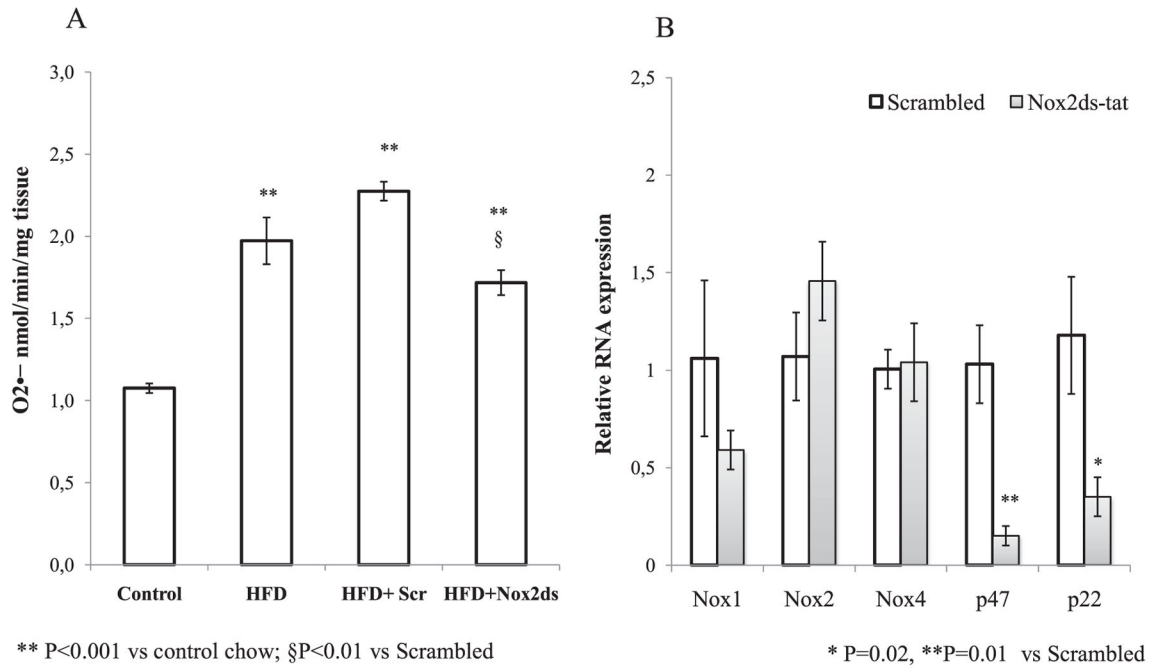 A
3,0
2,5
2,0
1,5
1,0
0,5
0,0
O2•– nmol/min/mg tissue
**
**
**
§
Control HFD HFD+ Scr HFD+Nox2ds
** P<0.001 vs control chow; §P<0.01 vs Scrambled
B
Scrambled Nox2ds-tat
2,5
2
1,5
1
0,5
0
Relative RNA expression
**
*
Nox1 Nox2 Nox4 p47 p22
* P=0.02, **P=0.01 vs Scrambled